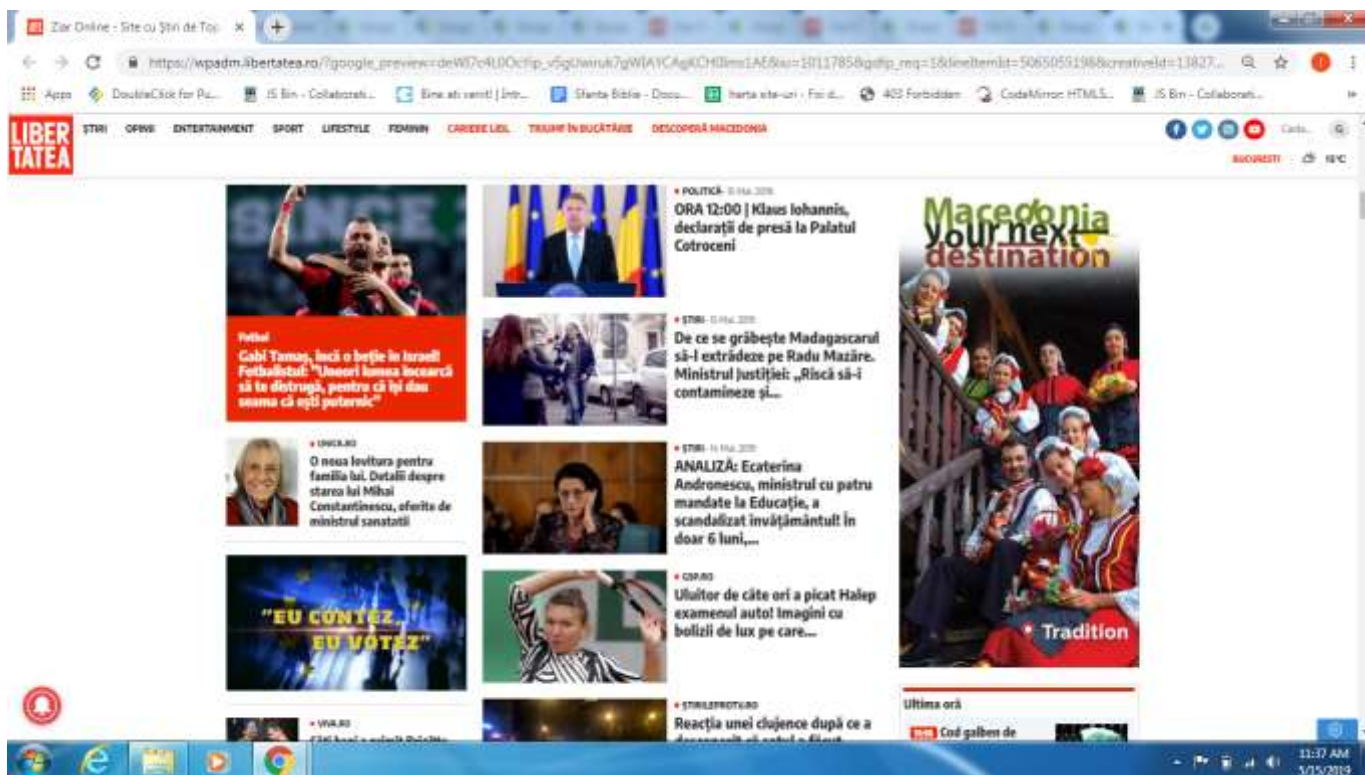 Ziar Online - Site cu Știri de Top
Apps
DoubleClick for Pu...
JS Bin - Collaborati...
Bine ati venit! | Intr...
Sfanta Biblie - Docu...
harta site-uri - Foi d...
403 Forbidden
CodeMirror: HTML5...
JS Bin - Collaborati...
LIBER
TATEA
ȘTIRI OPINII ENTERTAINMENT SPORT LIFESTYLE FEMININ CARIERE LIDL TRIUMF ÎN BUCĂTĂRIE DESCOPERĂ MACEDONIA
BUCUREȘTI
SINCE
Fotbal
Gabi Tamaș, încă o beție în Israel!
Fotbalistul: "Uneori lumea încearcă
să te distrugă, pentru că își dau
seama că ești puternic"
UNICA.RO
O noua lovitura pentru
familia lui. Detalii despre
starea lui Mihai
Constantinescu, oferite de
ministrul sanatatii
"EU CONTEZ,
EU VOTEZ"
VIVA.RO
POLITICĂ
ORA 12:00 | Klaus Iohannis,
declarații de presă la Palatul
Cotroceni
ȘTIRI
De ce se grăbește Madagascarul
să-l extrădeze pe Radu Mazăre.
Ministrul Justiției: „Riscă să-i
contamineze și...
ȘTIRI
ANALIZĂ: Ecaterina
Andronescu, ministrul cu patru
mandate la Educație, a
scandalizat învățământul! În
doar 6 luni,...
GSP.RO
Uluitor de câte ori a picat Halep
examenul auto! Imagini cu
bolizii de lux pe care...
STIRILEPROTV.RO
Reacția unei clujence după ce a
Macedonia
your next
destination
Tradition
Ultima oră
Cod galben de
11:37 AM
5/15/2019